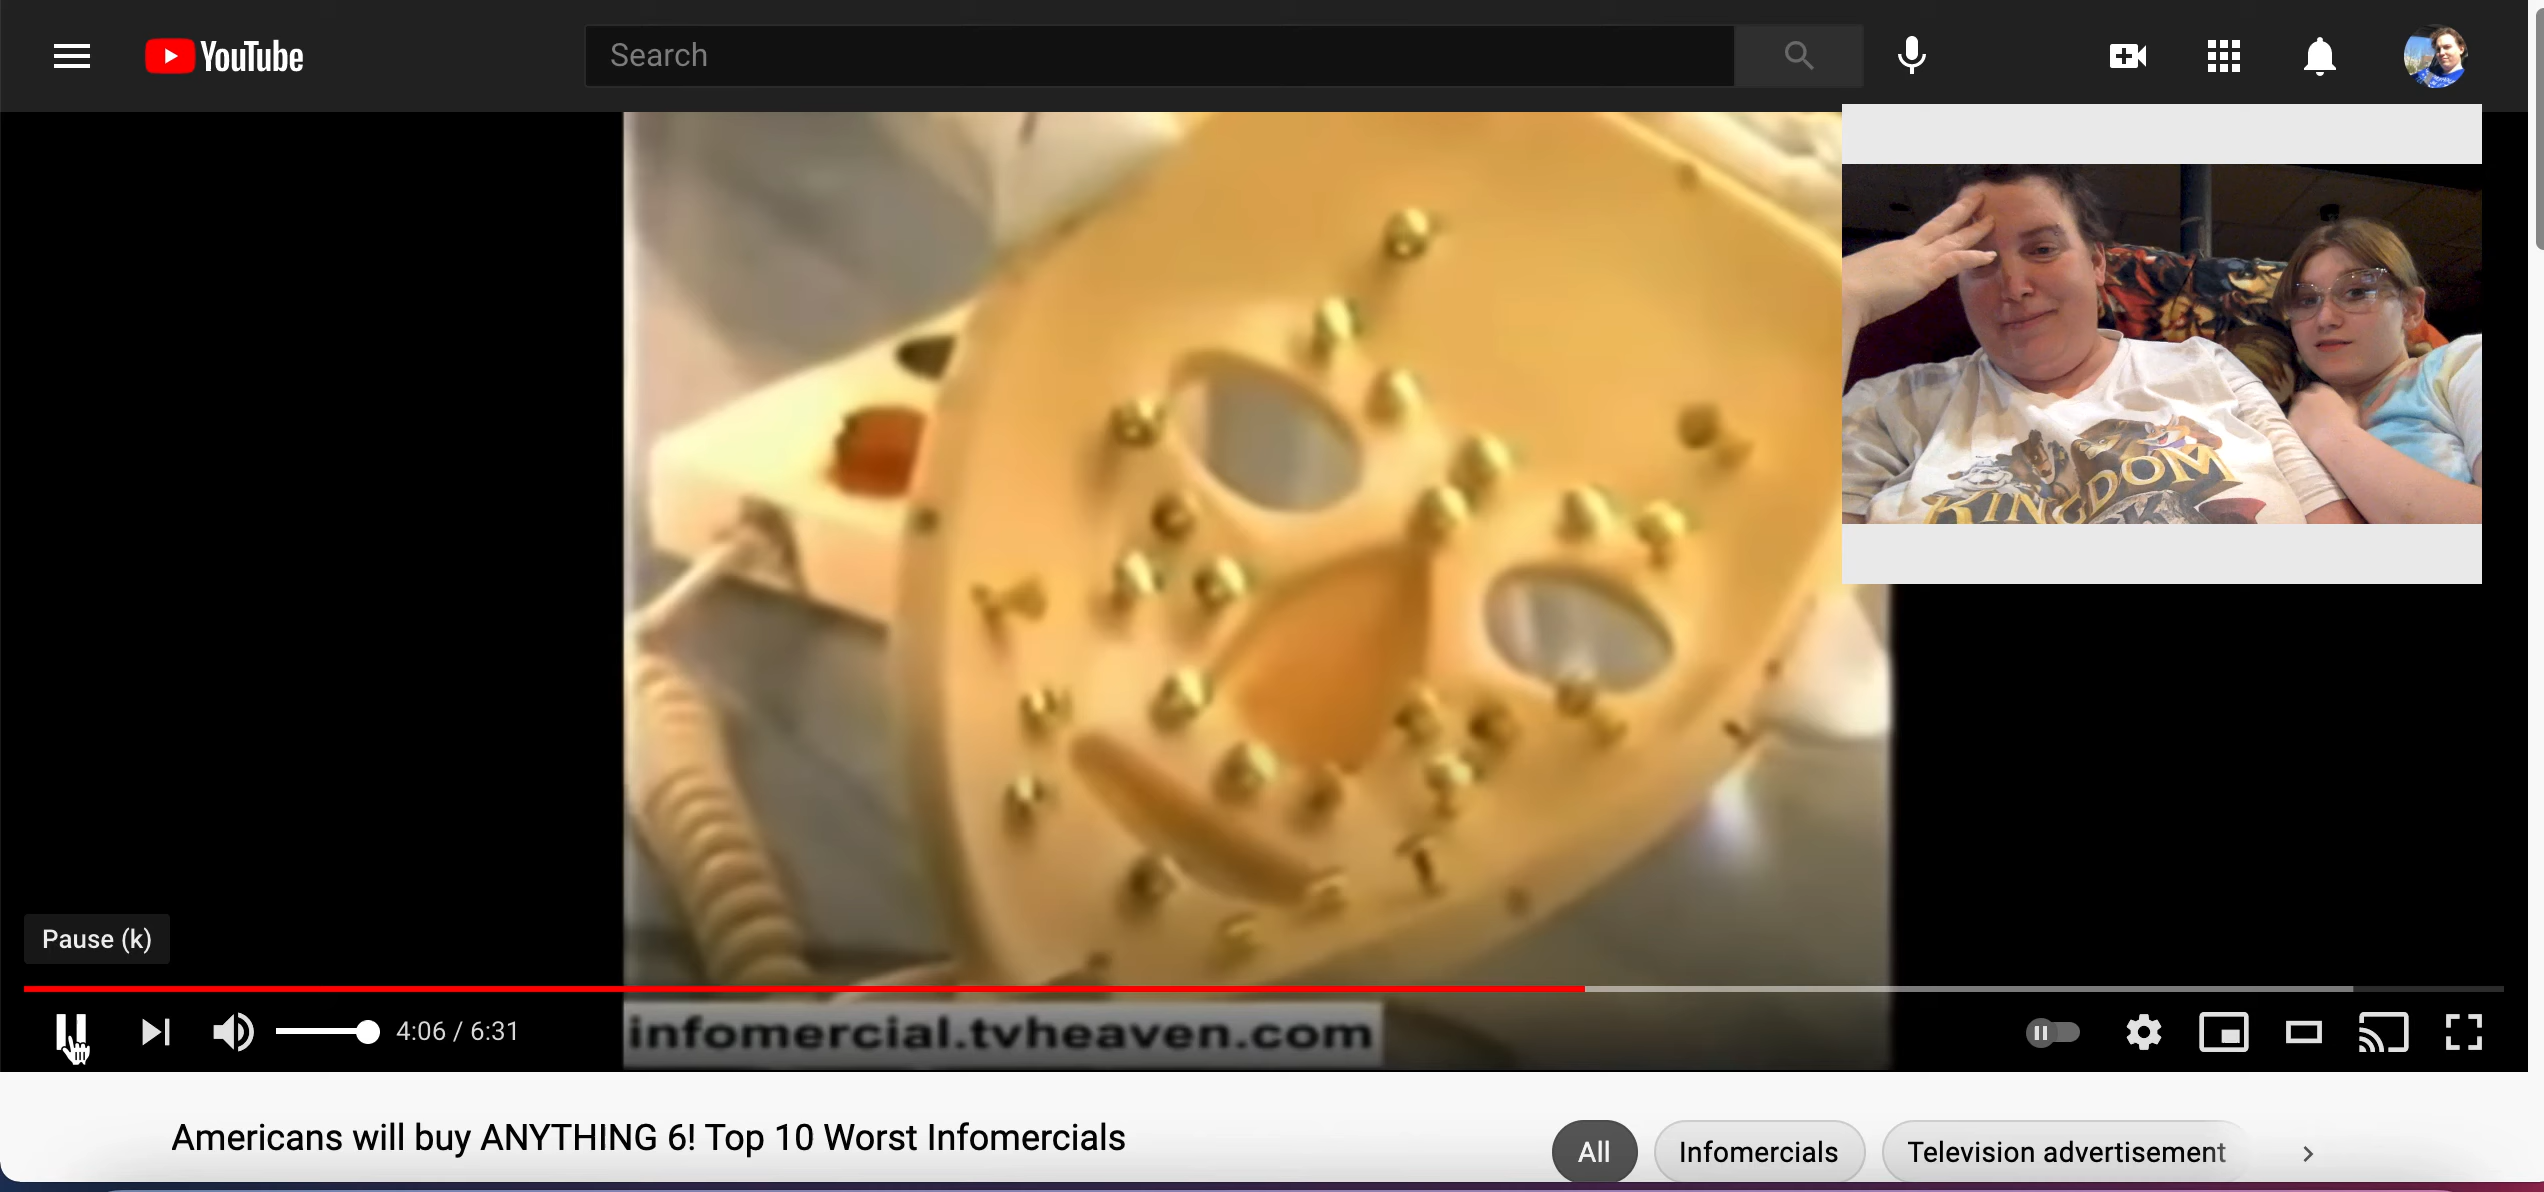 YouTube
Search
KINGDOM
Pause (k)
4:06 / 6:31
infomercial.tvheaven.com
Americans will buy ANYTHING 6! Top 10 Worst Infomercials
All
Infomercials
Television advertisement